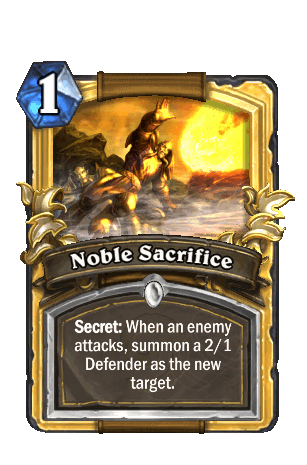 1
Noble Sacrifice
Secret: When an enemy
attacks, summon a 2/1
Defender as the new
target.